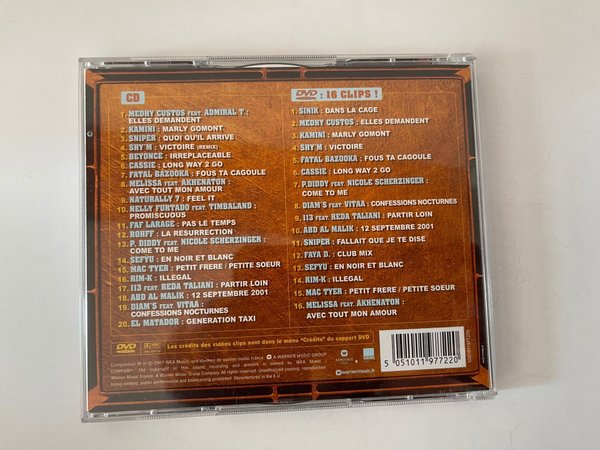 CD
1. MEDHY CUSTOS FEAT. ADMIRAL T :
ELLES DEMANDENT
2. KAMINI : MARLY GOMONT
3. SNIPER : QUOI QU'IL ARRIVE
4. SHY'M : VICTOIRE (REMIX)
5. BEYONCE : IRREPLACEABLE
6. CASSIE : LONG WAY 2 GO
7. FATAL BAZOOKA : FOUS TA CAGOULE
8. MELISSA FEAT. AKHENATON :
AVEC TOUT MON AMOUR
9. NATURALLY 7 : FEEL IT
10. NELLY FURTADO FEAT. TIMBALAND :
PROMISCUOUS
11. FAF LARAGE : PAS LE TEMPS
12. ROHFF : LA RESURRECTION
13. P. DIDDY FEAT. NICOLE SCHERZINGER :
COME TO ME
14. SEFYU : EN NOIR ET BLANC
15. MAC TYER : PETIT FRERE / PETITE SOEUR
16. RIM-K : ILLEGAL
17. 113 FEAT. REDA TALIANI : PARTIR LOIN
18. ABD AL MALIK : 12 SEPTEMBRE 2001
19. DIAM'S FEAT. VITAA :
CONFESSIONS NOCTURNES
20. EL MATADOR : GENERATION TAXI
DVD : 16 CLIPS !
1. SINIK : DANS LA CAGE
2. MEDHY CUSTOS : ELLES DEMANDENT
3. KAMINI : MARLY GOMONT
4. SHY'M : VICTOIRE
5. FATAL BAZOOKA : FOUS TA CAGOULE
6. CASSIE : LONG WAY 2 GO
7. P.DIDDY FEAT. NICOLE SCHERZINGER :
COME TO ME
8. DIAM'S FEAT. VITAA : CONFESSIONS NOCTURNES
9. 113 FEAT. REDA TALIANI : PARTIR LOIN
10. ABD AL MALIK : 12 SEPTEMBRE 2001
11. SNIPER : FALLAIT QUE JE TE DISE
12. FAYA D. : CLUB MIX
13. SEFYU : EN NOIR ET BLANC
14. RIM-K : ILLEGAL
15. MAC TYER : PETIT FRERE / PETITE SOEUR
16. MELISSA FEAT. AKHENATON :
AVEC TOUT MON AMOUR
DVD
Les crédits des vidéos clips sont dans le menu "Crédits" du support DVD
A WARNER MUSIC GROUP
COMPANY.
warnermusic.fr
5 051011 977220